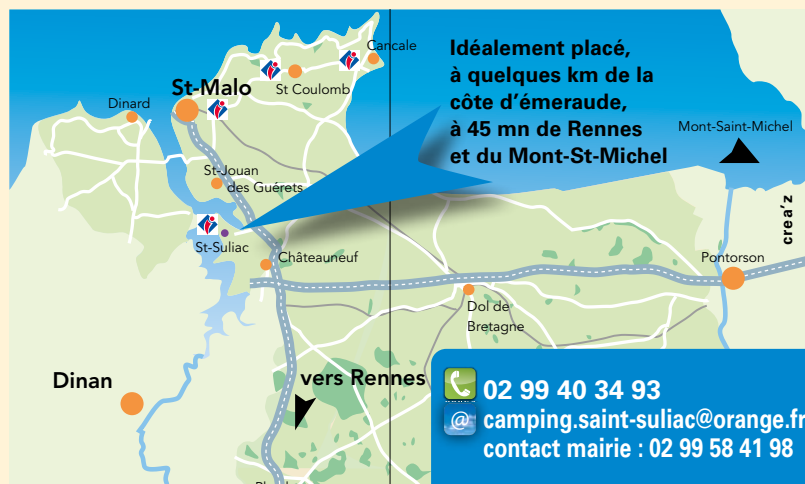 Idéalement placé,
à quelques km de la
côte d'émeraude,
à 45 mn de Rennes
et du Mont-St-Michel
Cancale
St-Malo
St Coulomb
Dinard
Mont-Saint-Michel
St-Jouan
des Guérets
crea'z
St-Suliac
Châteauneuf
Pontorson
Dol de
Bretagne
Dinan
vers Rennes
02 99 40 34 93
@ camping.saint-suliac@orange.fr
contact mairie : 02 99 58 41 98